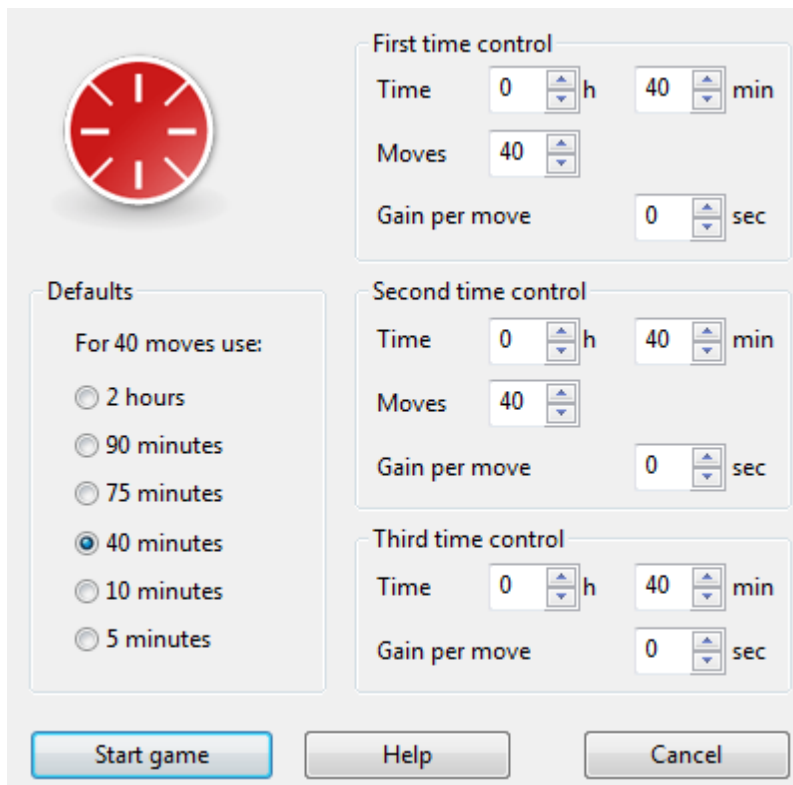 First time control
Time 0 h 40 min
Moves 40
Gain per move 0 sec
Defaults
For 40 moves use:
2 hours
90 minutes
75 minutes
40 minutes
10 minutes
5 minutes
Second time control
Time 0 h 40 min
Moves 40
Gain per move 0 sec
Third time control
Time 0 h 40 min
Gain per move 0 sec
Start game Help Cancel